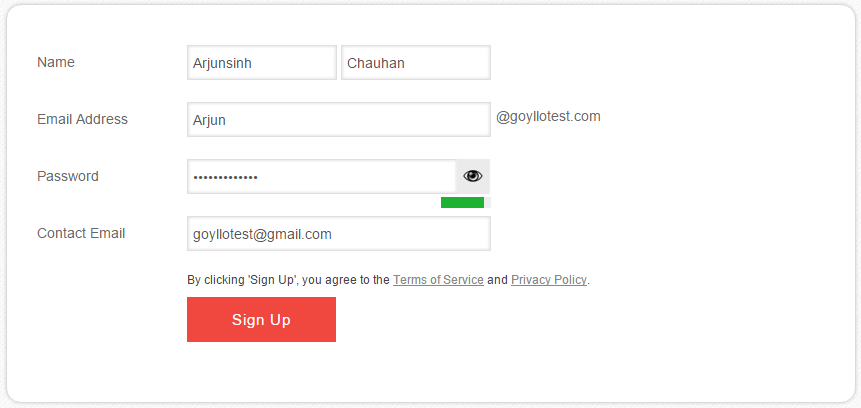 Name Arjunsinh Chauhan
Email Address Arjun @goyllotest.com
Password •••••••••••••
Contact Email goyllotest@gmail.com
By clicking 'Sign Up', you agree to the Terms of Service and Privacy Policy.
Sign Up